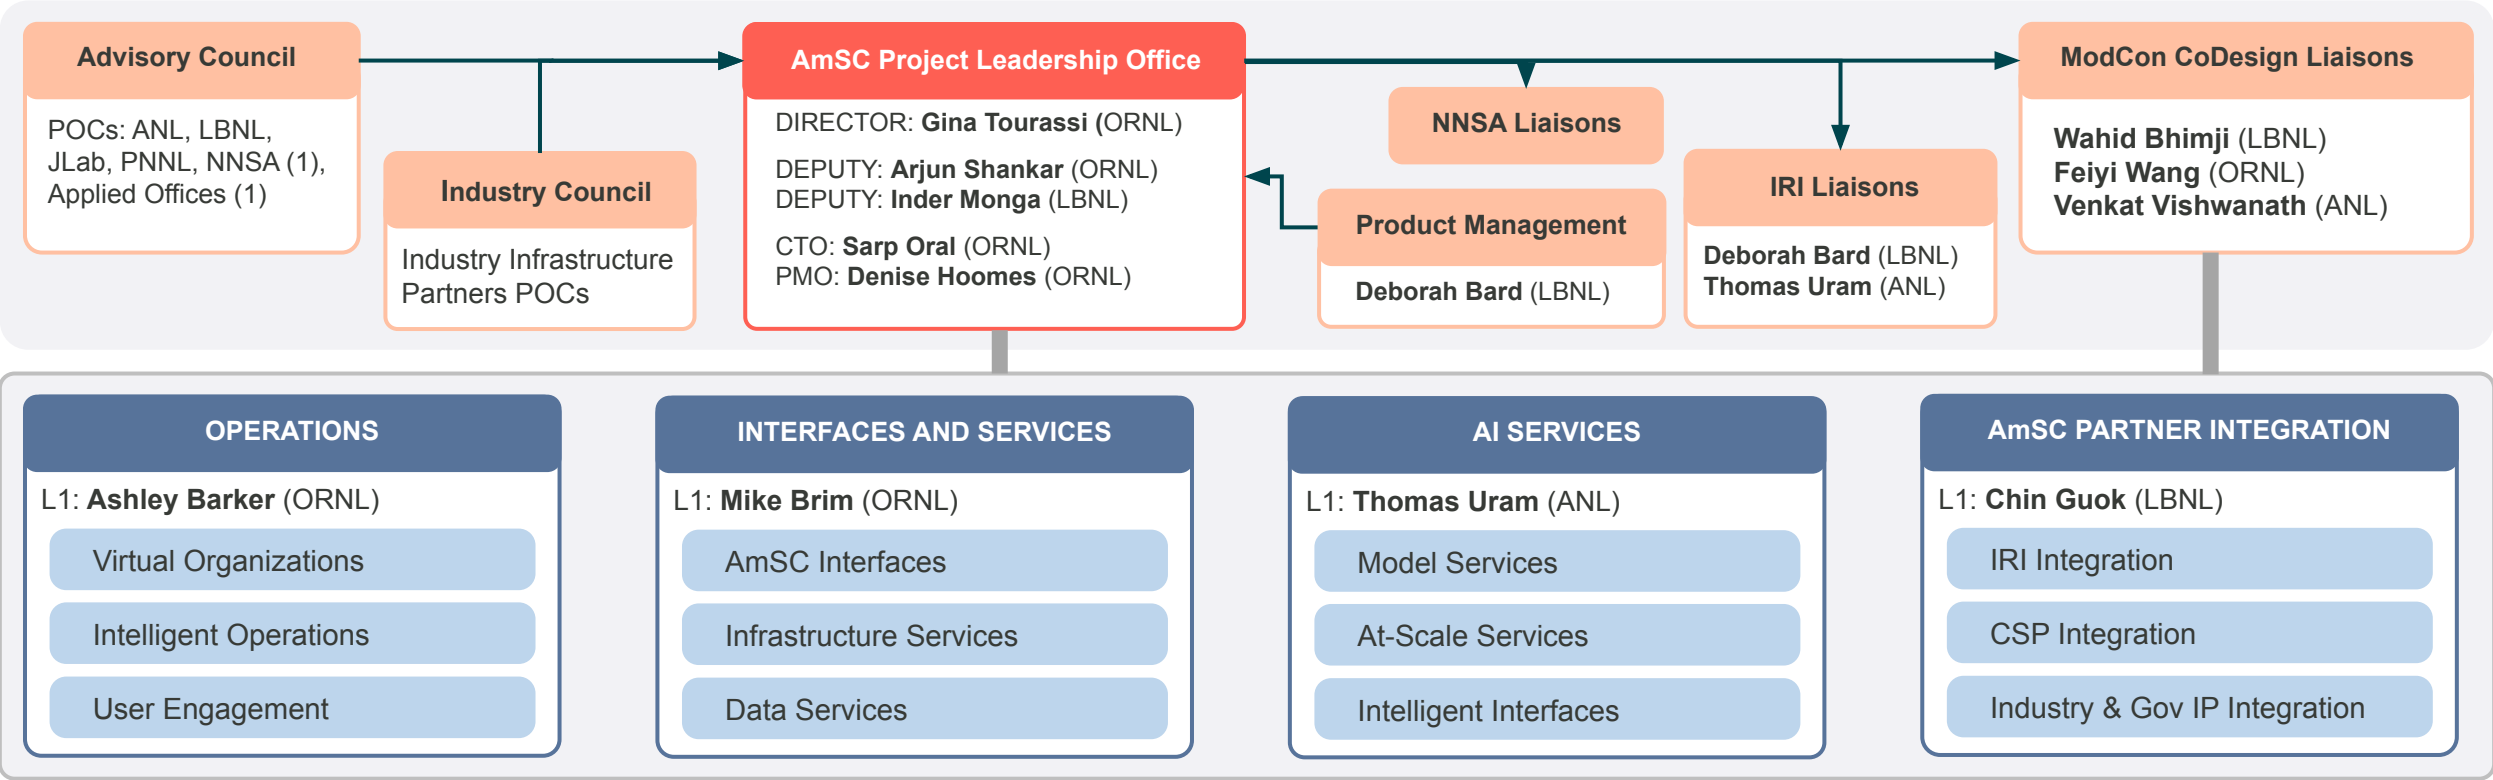 Advisory Council
POCs: ANL, LBNL,
JLab, PNNL, NNSA (1),
Applied Offices (1)
Industry Council
Industry Infrastructure
Partners POCs
AmSC Project Leadership Office
DIRECTOR: Gina Tourassi (ORNL)
DEPUTY: Arjun Shankar (ORNL)
DEPUTY: Inder Monga (LBNL)
CTO: Sarp Oral (ORNL)
PMO: Denise Hoomes (ORNL)
NNSA Liaisons
Product Management
Deborah Bard (LBNL)
IRI Liaisons
Deborah Bard (LBNL)
Thomas Uram (ANL)
ModCon CoDesign Liaisons
Wahid Bhimji (LBNL)
Feiyi Wang (ORNL)
Venkat Vishwanath (ANL)
OPERATIONS
L1: Ashley Barker (ORNL)
Virtual Organizations
Intelligent Operations
User Engagement
INTERFACES AND SERVICES
L1: Mike Brim (ORNL)
AmSC Interfaces
Infrastructure Services
Data Services
AI SERVICES
L1: Thomas Uram (ANL)
Model Services
At-Scale Services
Intelligent Interfaces
AmSC PARTNER INTEGRATION
L1: Chin Guok (LBNL)
IRI Integration
CSP Integration
Industry & Gov IP Integration